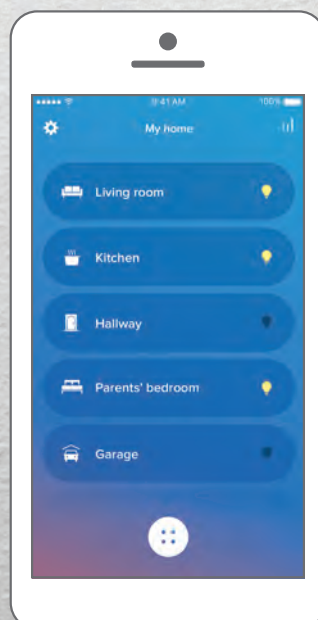 9:41 AM 100%
My home
Living room
Kitchen
Hallway
Parents' bedroom
Garage